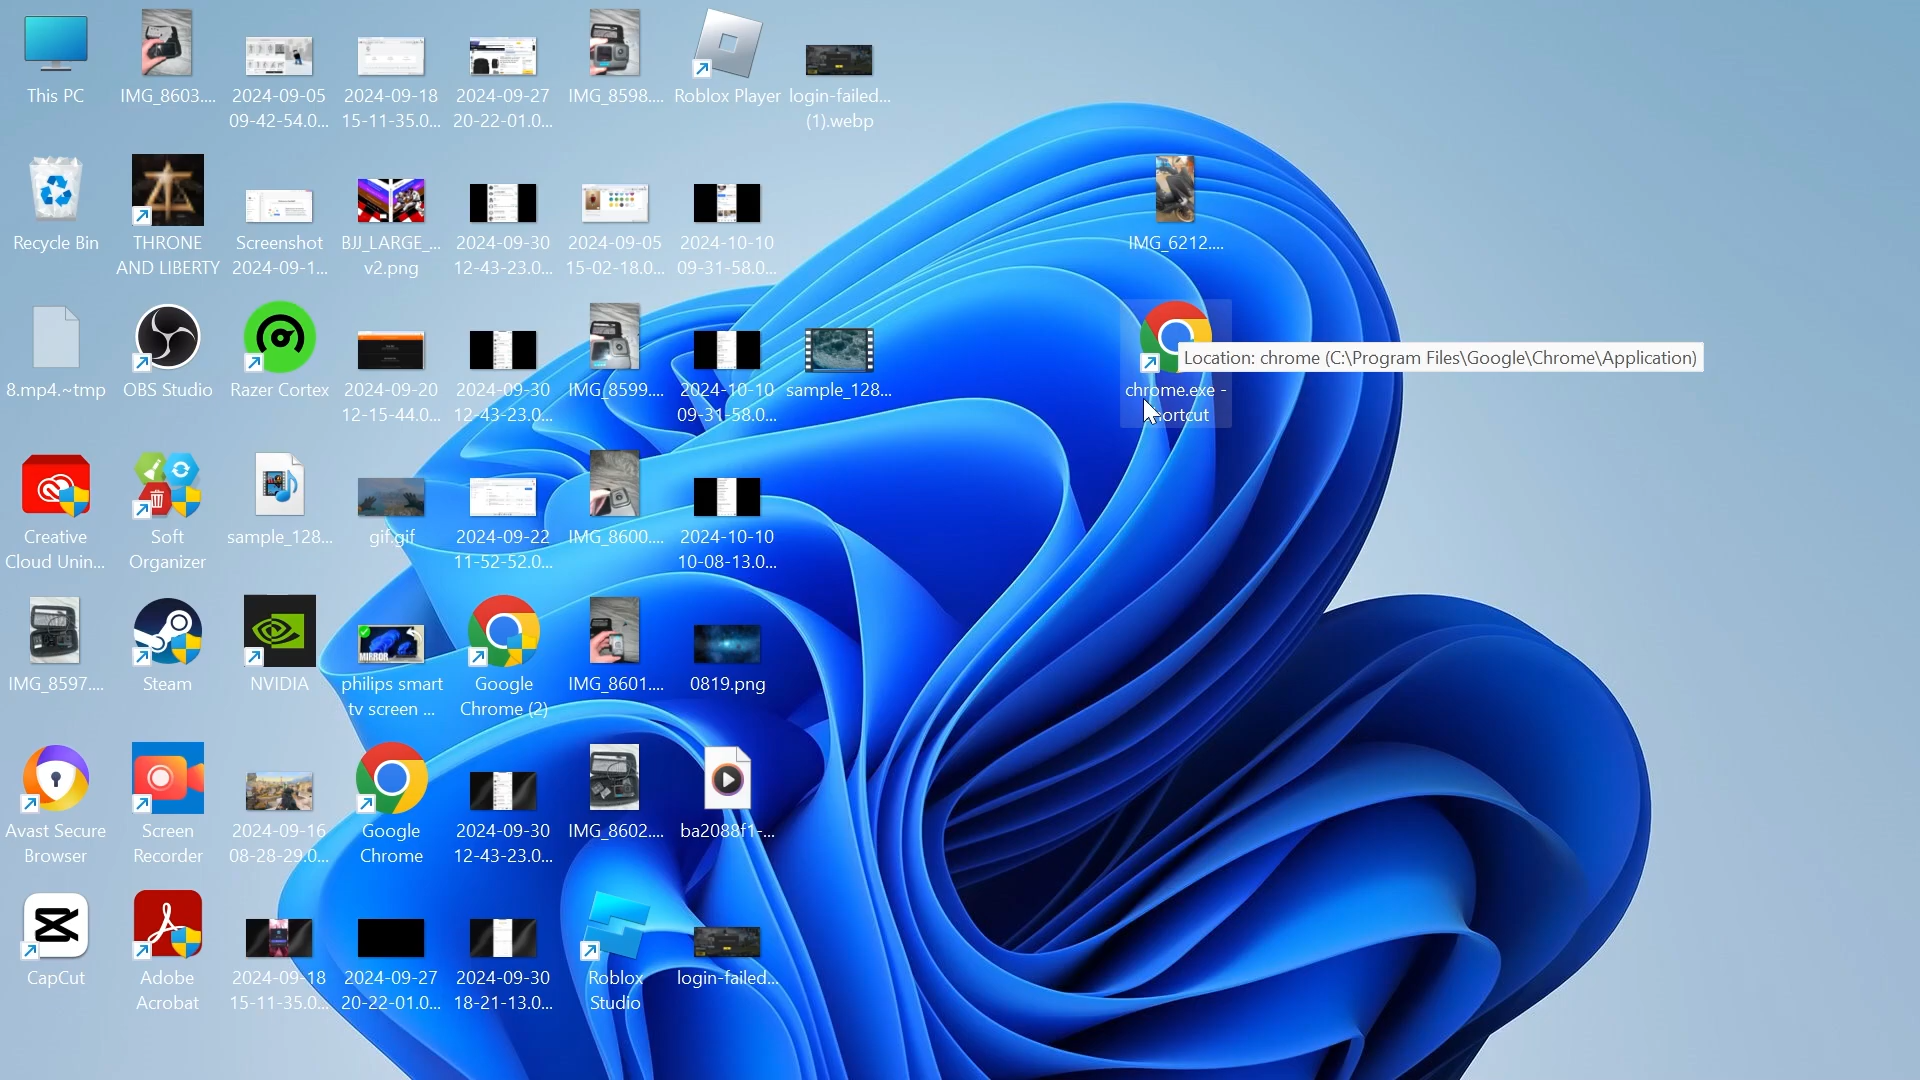 This PC
IMG_8603....
2024-09-05
09-42-54.0...
2024-09-18
15-11-35.0...
2024-09-27
20-22-01.0...
IMG_8598....
Roblox Player
login-failed...
(1).webp
Recycle Bin
THRONE
AND LIBERTY
Screenshot
2024-09-1...
BJJ_LARGE_...
v2.png
2024-09-30
12-43-23.0...
2024-09-05
15-02-18.0...
2024-10-10
09-31-58.0...
IMG_6212....
8.mp4.~tmp
OBS Studio
Razer Cortex
2024-09-20
12-15-44.0...
2024-09-30
12-43-23.0...
IMG_8599....
2024-10-10
09-31-58.0...
sample_128...
Location: chrome (C:\Program Files\Google\Chrome\Application)
chrome.exe -
ortcut
Creative
Cloud Unin...
Soft
Organizer
sample_128...
gif.gif
2024-09-22
11-52-52.0...
IMG_8600....
2024-10-10
10-08-13.0...
IMG_8597....
Steam
NVIDIA
MIRROR
philips smart
tv screen ...
Google
Chrome (2)
IMG_8601....
0819.png
Avast Secure
Browser
Screen
Recorder
2024-09-16
08-28-29.0...
Google
Chrome
2024-09-30
12-43-23.0...
IMG_8602....
ba2088f1-...
CapCut
Adobe
Acrobat
2024-09-18
15-11-35.0...
2024-09-27
20-22-01.0...
2024-09-30
18-21-13.0...
Roblox
Studio
login-failed...